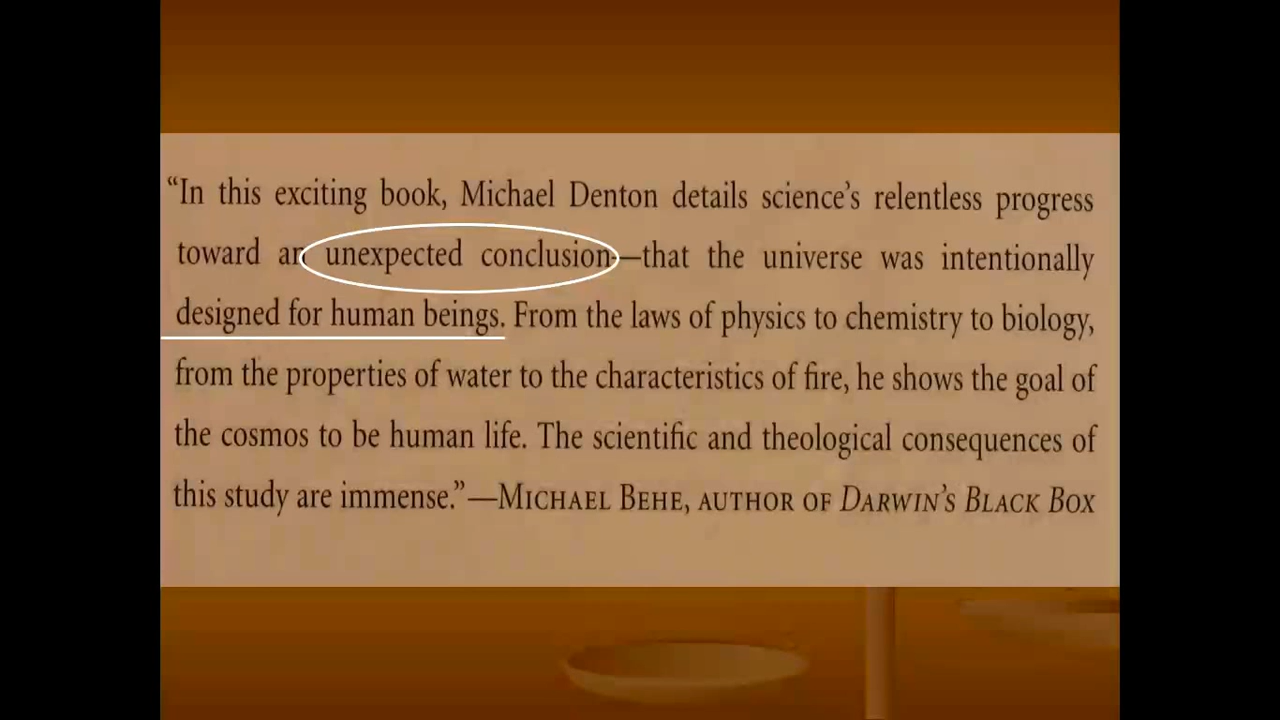 “In this exciting book, Michael Denton details science’s relentless progress
toward an unexpected conclusion—that the universe was intentionally
designed for human beings. From the laws of physics to chemistry to biology,
from the properties of water to the characteristics of fire, he shows the goal of
the cosmos to be human life. The scientific and theological consequences of
this study are immense.”—MICHAEL BEHE, AUTHOR OF DARWIN’S BLACK BOX